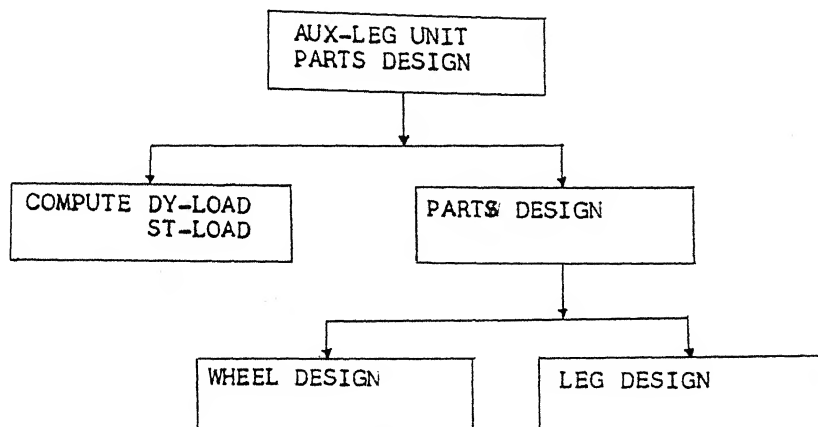 AUX-LEG UNIT
PARTS DESIGN
COMPUTE DY-LOAD
ST-LOAD
PARTS DESIGN
WHEEL DESIGN
LEG DESIGN